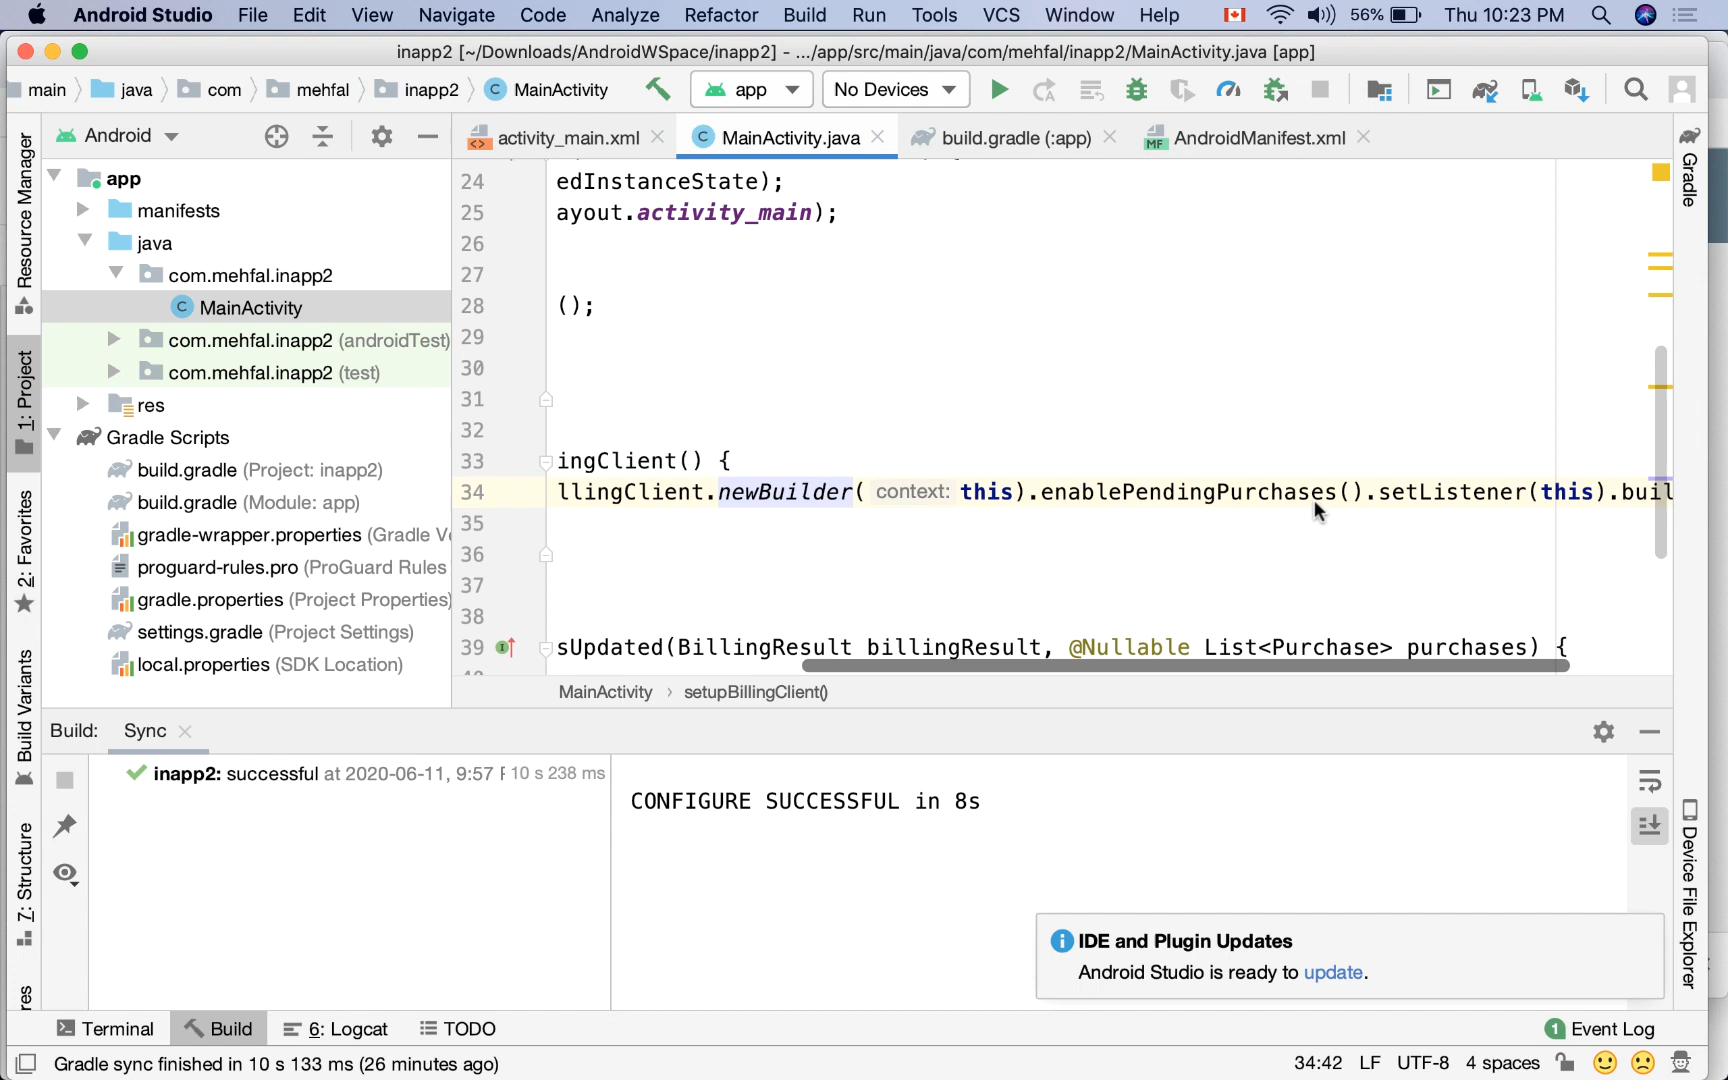 Android Studio File Edit View Navigate Code Analyze Refactor Build Run Tools VCS Window Help 56% Thu 10:23 PM
inapp2 [~/Downloads/AndroidWSpace/inapp2] - .../app/src/main/java/com/mehfal/inapp2/MainActivity.java [app]
main java com mehfal inapp2 C MainActivity app No Devices
Android
activity_main.xml
C MainActivity.java
build.gradle (:app)
MF AndroidManifest.xml
Resource Manager
1: Project
2: Favorites
Build Variants
7: Structure
app
manifests
java
com.mehfal.inapp2
C MainActivity
com.mehfal.inapp2 (androidTest)
com.mehfal.inapp2 (test)
res
Gradle Scripts
build.gradle (Project: inapp2)
build.gradle (Module: app)
gradle-wrapper.properties (Gradle Ve
proguard-rules.pro (ProGuard Rules
gradle.properties (Project Properties)
settings.gradle (Project Settings)
local.properties (SDK Location)
24 edInstanceState);
25 ayout.activity_main);
26
27
28 ();
29
30
31
32
33 ingClient() {
34 llingClient.newBuilder( context: this).enablePendingPurchases().setListener(this).buil
35
36
37
38
39 sUpdated(BillingResult billingResult, @Nullable List<Purchase> purchases) {
MainActivity › setupBillingClient()
Gradle
Device File Explorer
Build: Sync
inapp2: successful at 2020-06-11, 9:57 10 s 238 ms
CONFIGURE SUCCESSFUL in 8s
IDE and Plugin Updates
Android Studio is ready to update.
Terminal Build 6: Logcat TODO 1 Event Log
Gradle sync finished in 10 s 133 ms (26 minutes ago) 34:42 LF UTF-8 4 spaces